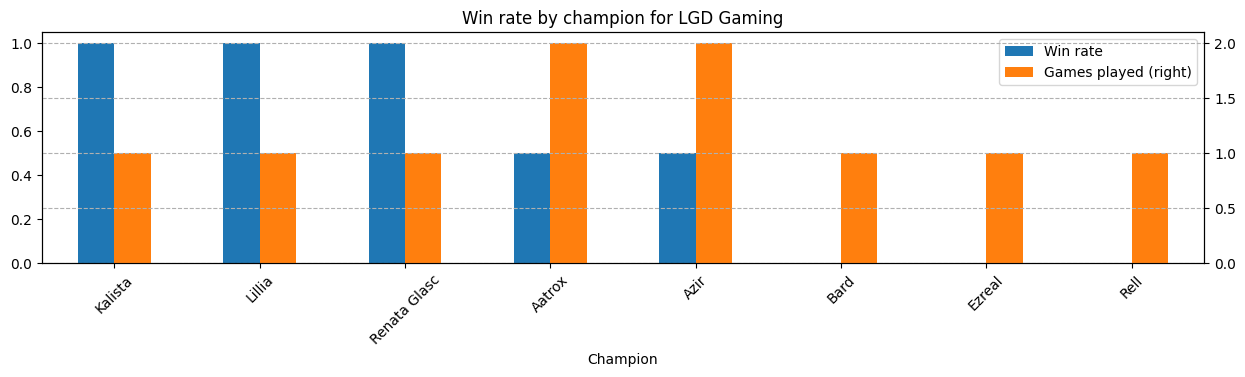 Win rate by champion for LGD Gaming
1.0
0.8
0.6
0.4
0.2
0.0
Win rate
Games played (right)
2.0
1.5
1.0
0.5
0.0
Kalista
Lillia
Renata Glasc
Aatrox
Azir
Bard
Ezreal
Rell
Champion